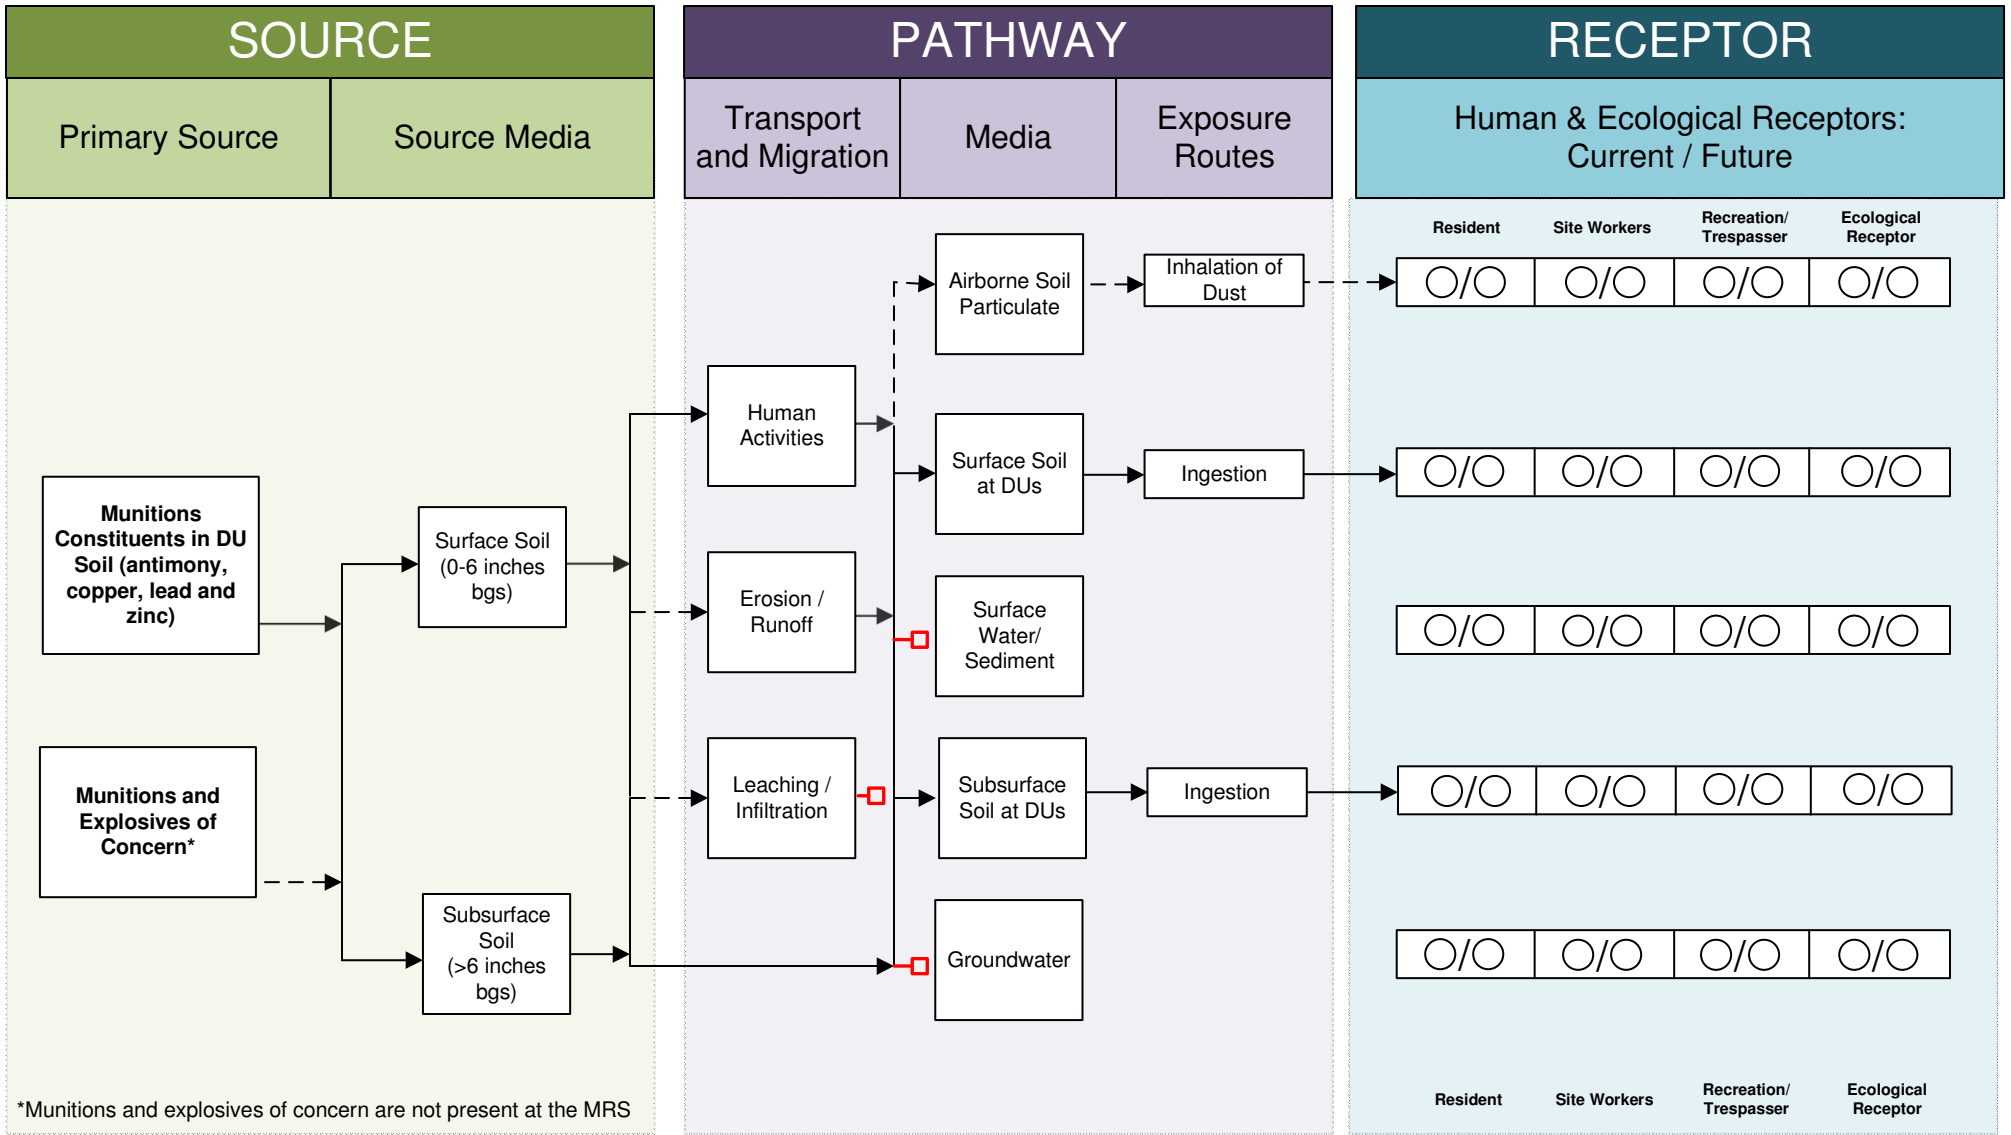 SOURCE
PATHWAY
RECEPTOR
Primary Source
Source Media
Transport
and Migration
Media
Exposure
Routes
Human & Ecological Receptors:
Current / Future
Resident
Site Workers
Recreation/
Trespasser
Ecological
Receptor
Airborne Soil
Particulate
Inhalation of
Dust
/
/
/
/
Human
Activities
Surface Soil
at DUs
Ingestion
/
/
/
/
Munitions
Constituents in DU
Soil (antimony,
copper, lead and
zinc)
Surface Soil
(0-6 inches
bgs)
Erosion /
Runoff
Surface
Water/
Sediment
/
/
/
/
Munitions and
Explosives of
Concern*
Leaching /
Infiltration
Subsurface
Soil at DUs
Ingestion
/
/
/
/
Subsurface
Soil
(>6 inches
bgs)
Groundwater
/
/
/
/
*Munitions and explosives of concern are not present at the MRS
Resident
Site Workers
Recreation/
Trespasser
Ecological
Receptor